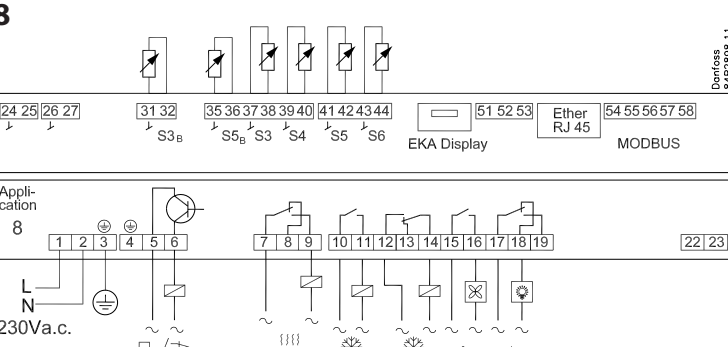 8
Danfoss
24 25 26 27 31 32 35 36 37 38 39 40 41 42 43 44 51 52 53 54 55 56 57 58
Ether
RJ 45
S3B S5B S3 S4 S5 S6
EKA Display MODBUS
Appli-
cation
8
1 2 3 4 5 6 7 8 9 10 11 12 13 14 15 16 17 18 19 22 23
L
N
230Va.c.